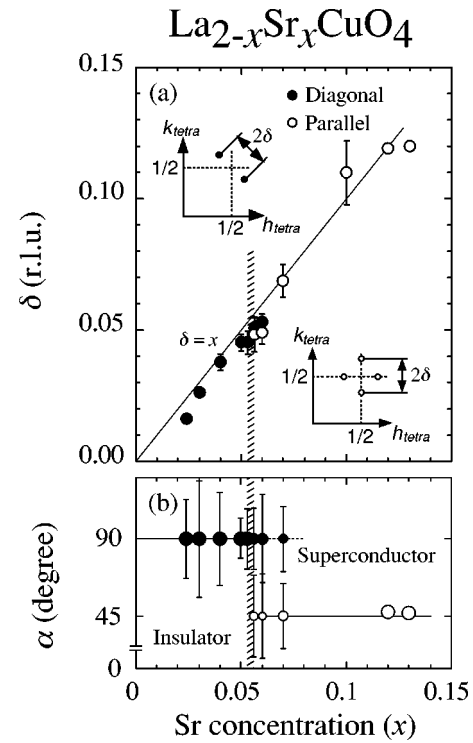 La2-xSrxCuO4
0.15
(a)
● Diagonal
○ Parallel
ktetra
2δ
1/2
htetra
1/2
0.10
δ (r.l.u.)
0.05
δ = x
ktetra
1/2
2δ
1/2
htetra
0.00
(b)
90
Superconductor
α (degree)
45
Insulator
0
0
0.05
0.1
0.15
Sr concentration (x)